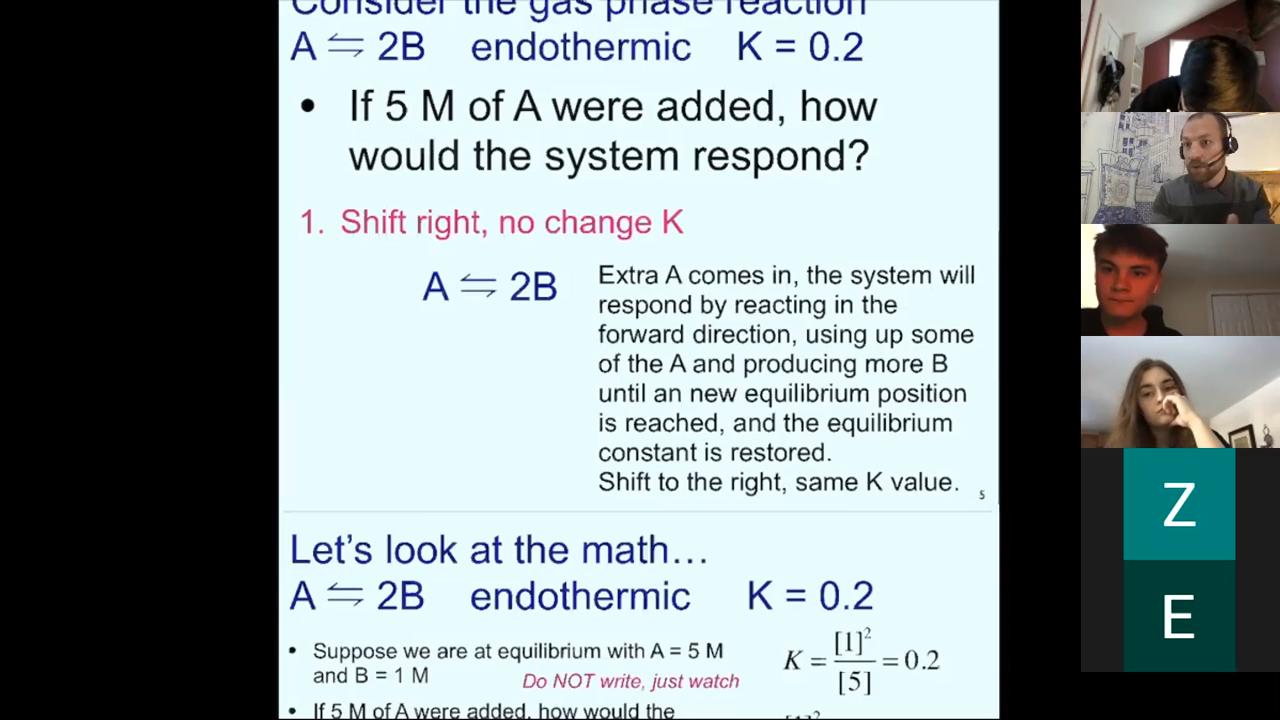 Consider the gas phase reaction
A ⇌ 2B endothermic K = 0.2
• If 5 M of A were added, how
would the system respond?
1. Shift right, no change K
A ⇌ 2B
Extra A comes in, the system will
respond by reacting in the
forward direction, using up some
of the A and producing more B
until an new equilibrium position
is reached, and the equilibrium
constant is restored.
Shift to the right, same K value.
5
Let's look at the math…
A ⇌ 2B endothermic K = 0.2
• Suppose we are at equilibrium with A = 5 M
and B = 1 M
Do NOT write, just watch
K = [1]² / [5] = 0.2
• If 5 M of A were added, how would the
Z
E